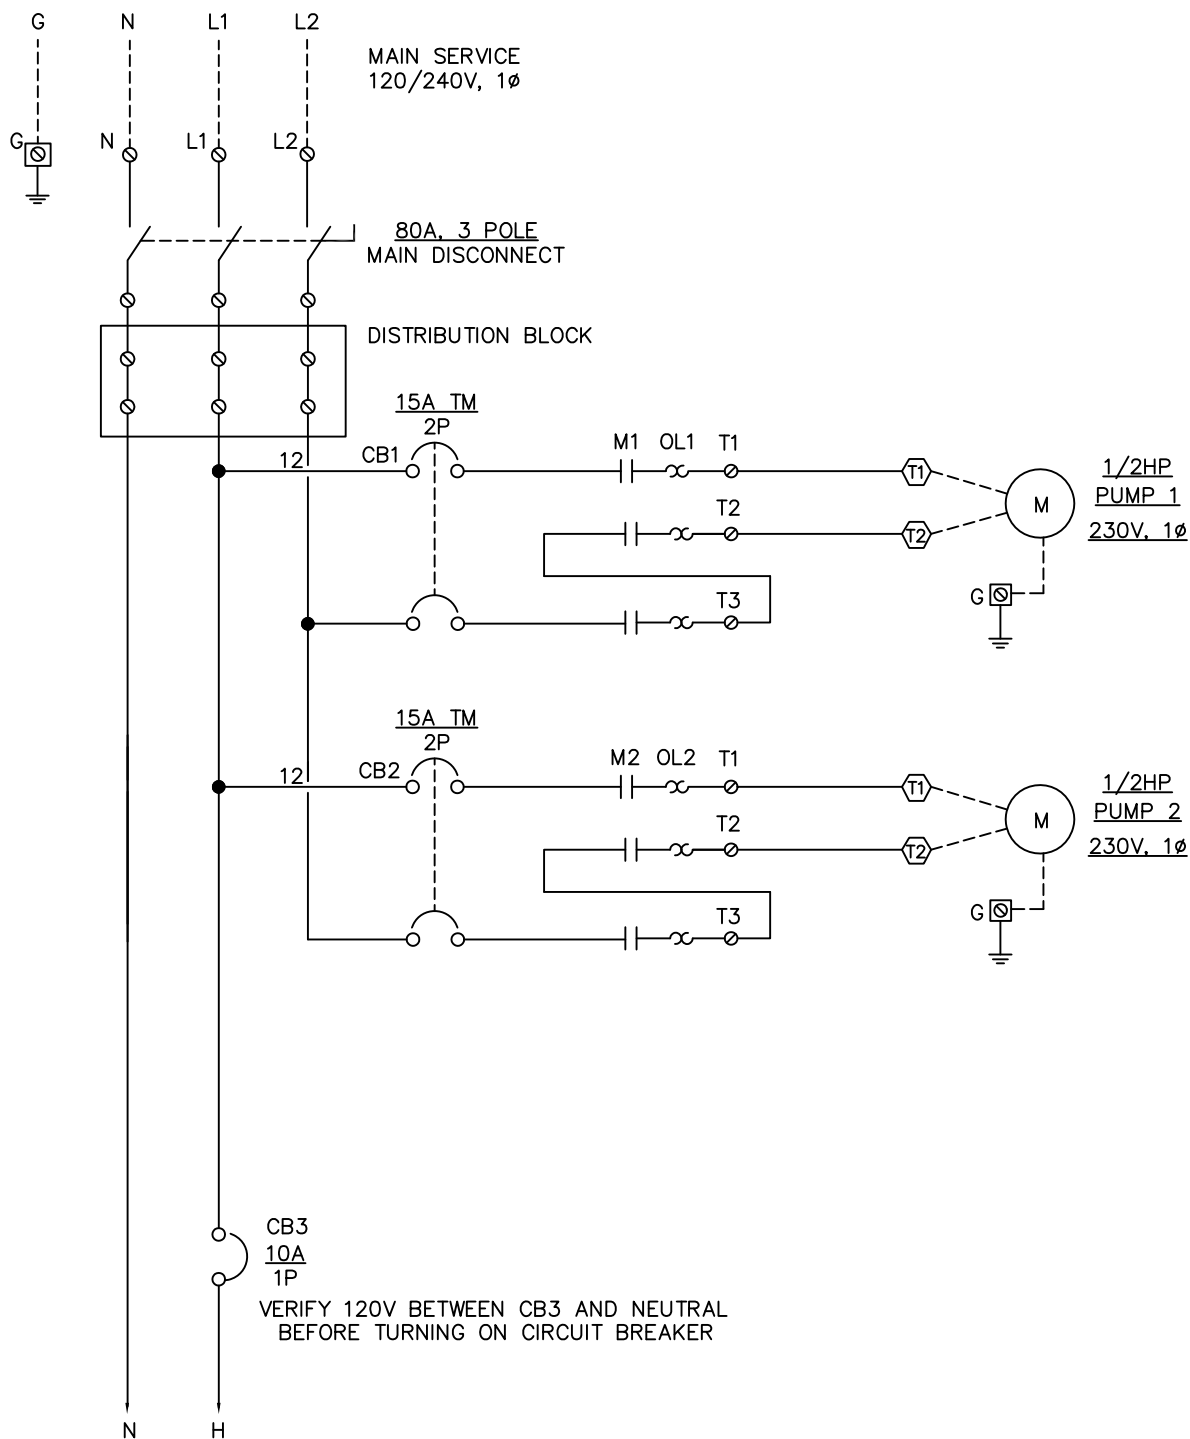 G N L1 L2
MAIN SERVICE
120/240V, 1ø
G N L1 L2
80A, 3 POLE
MAIN DISCONNECT
DISTRIBUTION BLOCK
15A TM
2P
12 CB1 M1 OL1 T1 T1
1/2HP
PUMP 1
230V, 1ø
M
T2 T2
G
T3
15A TM
2P
12 CB2 M2 OL2 T1 T1
1/2HP
PUMP 2
230V, 1ø
M
T2 T2
G
T3
CB3
10A
1P
VERIFY 120V BETWEEN CB3 AND NEUTRAL
BEFORE TURNING ON CIRCUIT BREAKER
N H